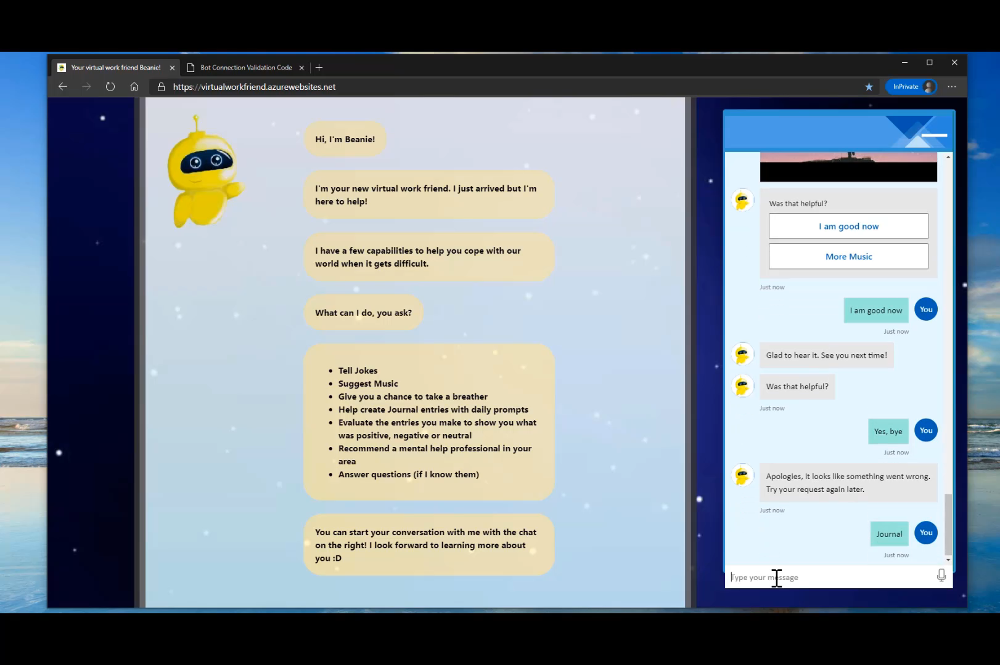 Your virtual work friend Beanie!
Bot Connection Validation Code
https://virtualworkfriend.azurewebsites.net
InPrivate
Hi, I'm Beanie!
I'm your new virtual work friend. I just arrived but I'm
here to help!
I have a few capabilities to help you cope with our
world when it gets difficult.
What can I do, you ask?
• Tell Jokes
• Suggest Music
• Give you a chance to take a breather
• Help create Journal entries with daily prompts
• Evaluate the entries you make to show you what
was positive, negative or neutral
• Recommend a mental help professional in your
area
• Answer questions (if I know them)
You can start your conversation with me with the chat
on the right! I look forward to learning more about
you :D
Was that helpful?
I am good now
More Music
Just now
I am good now
You
Just now
Glad to hear it. See you next time!
Was that helpful?
Just now
Yes, bye
You
Just now
Apologies, it looks like something went wrong.
Try your request again later.
Just now
Journal
You
Just now
Type your message